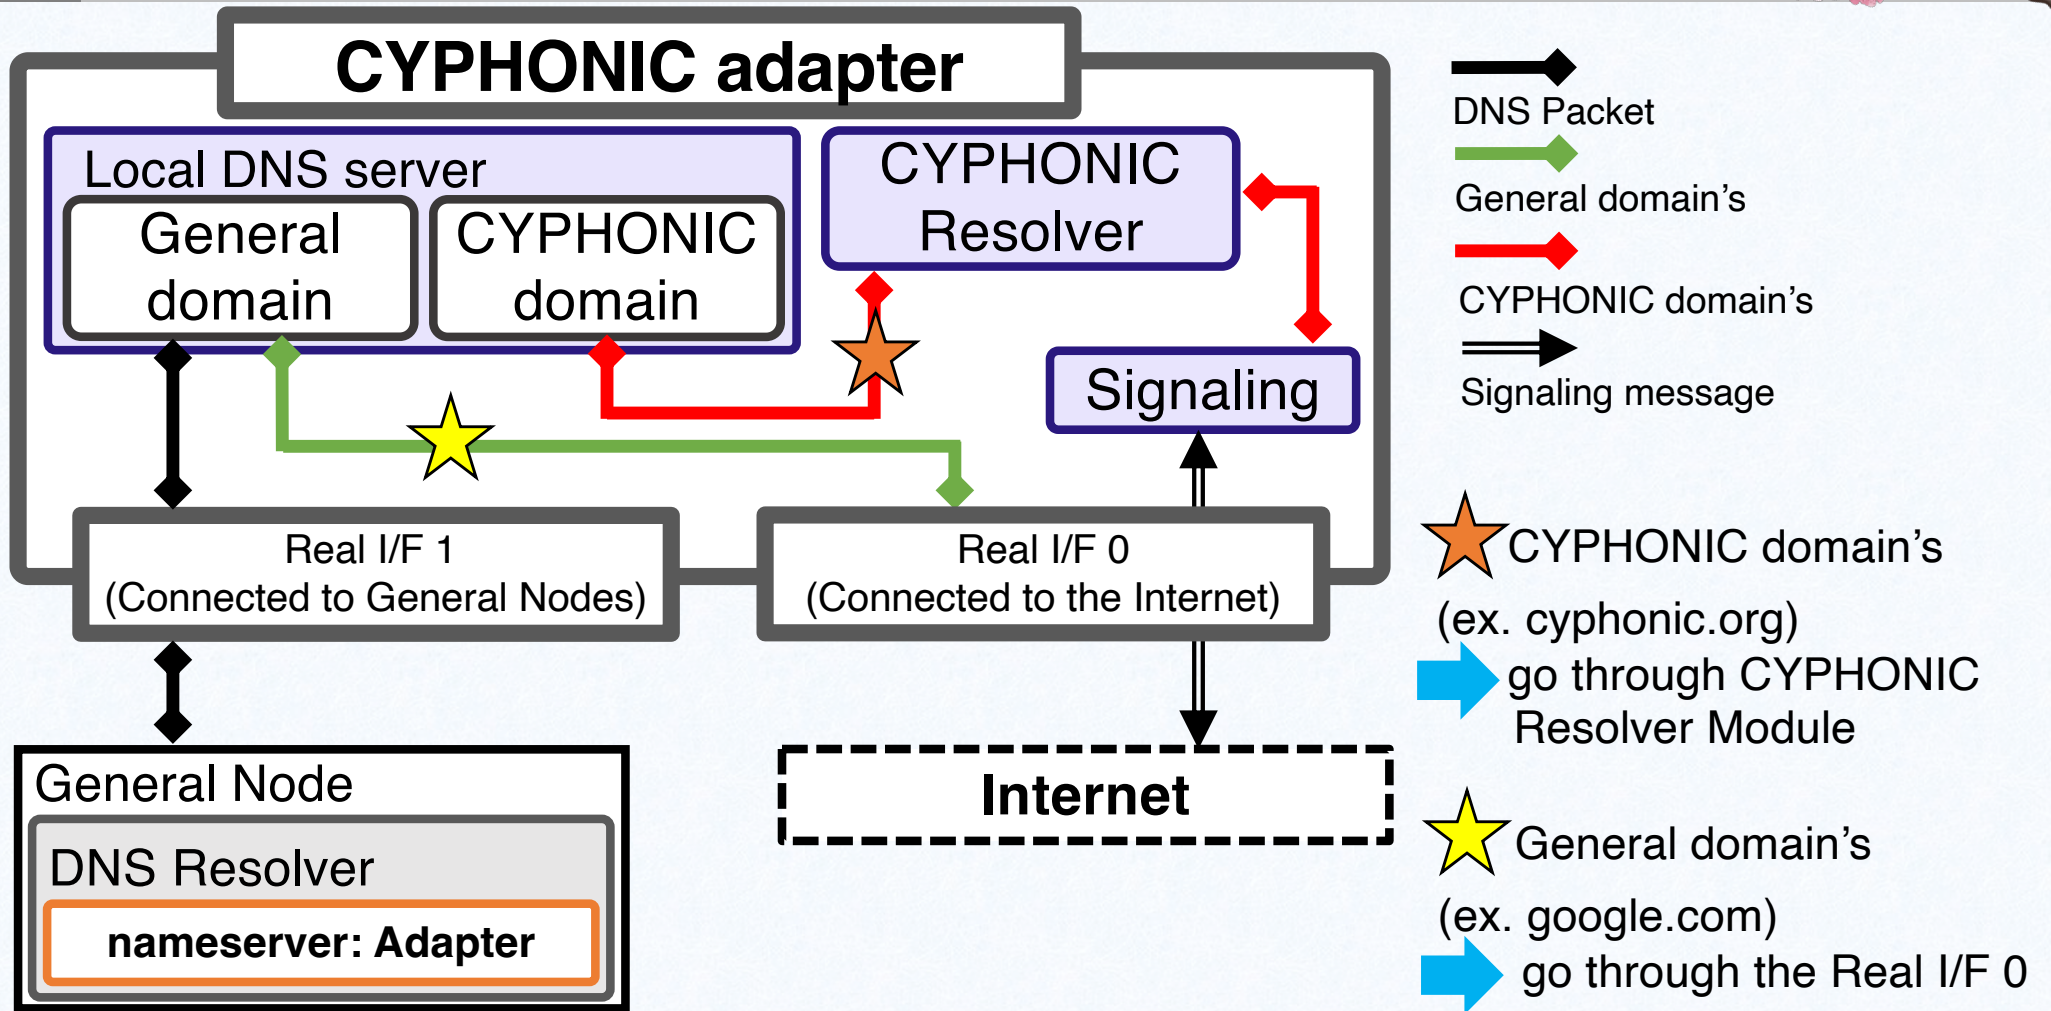 CYPHONIC adapter
Local DNS server
General
domain
CYPHONIC
domain
CYPHONIC
Resolver
Signaling
Real I/F 1
(Connected to General Nodes)
Real I/F 0
(Connected to the Internet)
General Node
DNS Resolver
nameserver: Adapter
Internet
DNS Packet
General domain’s
CYPHONIC domain’s
Signaling message
CYPHONIC domain’s
(ex. cyphonic.org)
go through CYPHONIC
Resolver Module
General domain’s
(ex. google.com)
go through the Real I/F 0